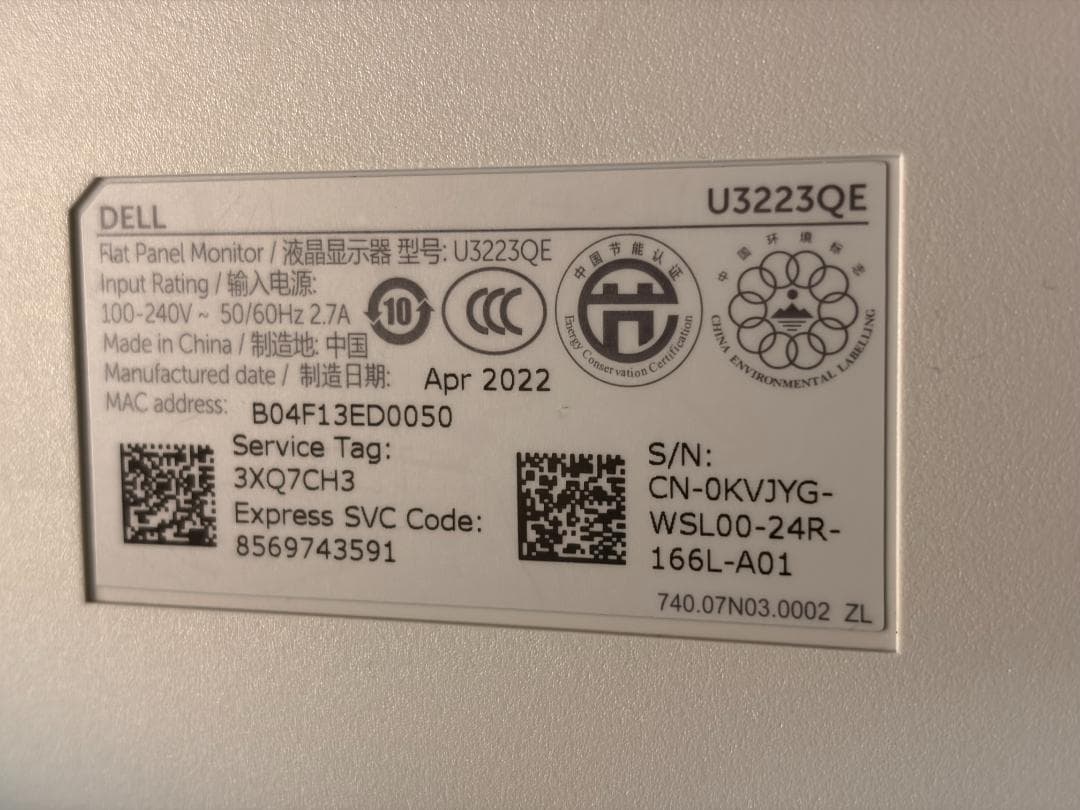 DELL
U3223QE
Flat Panel Monitor / 液晶显示器 型号: U3223QE
Input Rating / 输入电源:
100-240V ~ 50/60Hz 2.7A
Made in China / 制造地: 中国
Manufactured date / 制造日期: Apr 2022
MAC address: B04F13ED0050
10
CCC
中国节能认证
Energy Conservation Certification
中国环境标志
CHINA ENVIRONMENTAL LABELLING
Service Tag:
3XQ7CH3
Express SVC Code:
8569743591
S/N:
CN-0KVJYG-
WSL00-24R-
166L-A01
740.07N03.0002 ZL